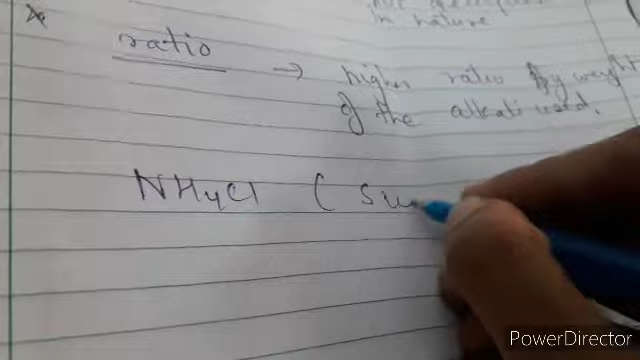 in nature
ratio → higher ratio by weight
of the alkali used.
NH4Cl ( Su
PowerDirector